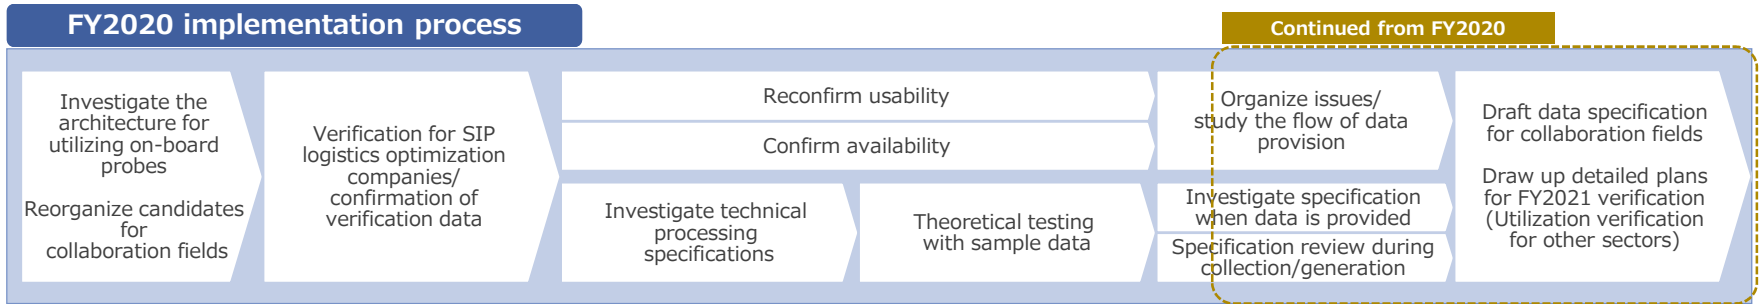 FY2020 implementation process
Continued from FY2020
Investigate the
architecture for
utilizing on-board
probes
Reorganize candidates
for
collaboration fields
Verification for SIP
logistics optimization
companies/
confirmation of
verification data
Reconfirm usability
Confirm availability
Investigate technical
processing
specifications
Theoretical testing
with sample data
Organize issues/
study the flow of data
provision
Investigate specification
when data is provided
Specification review during
collection/generation
Draft data specification
for collaboration fields
Draw up detailed plans
for FY2021 verification
(Utilization verification
for other sectors)